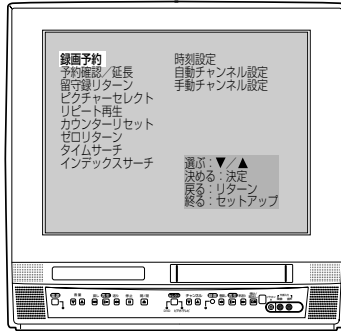 録画予約
予約確認／延長
留守録リターン
ピクチャーセレクト
リピート再生
カウンターリセット
ゼロリターン
タイムサーチ
インデックスサーチ
時刻設定
自動チャンネル設定
手動チャンネル設定
選ぶ：▼／▲
決める：決定
戻る：リターン
終る：セットアップ
チャンネル